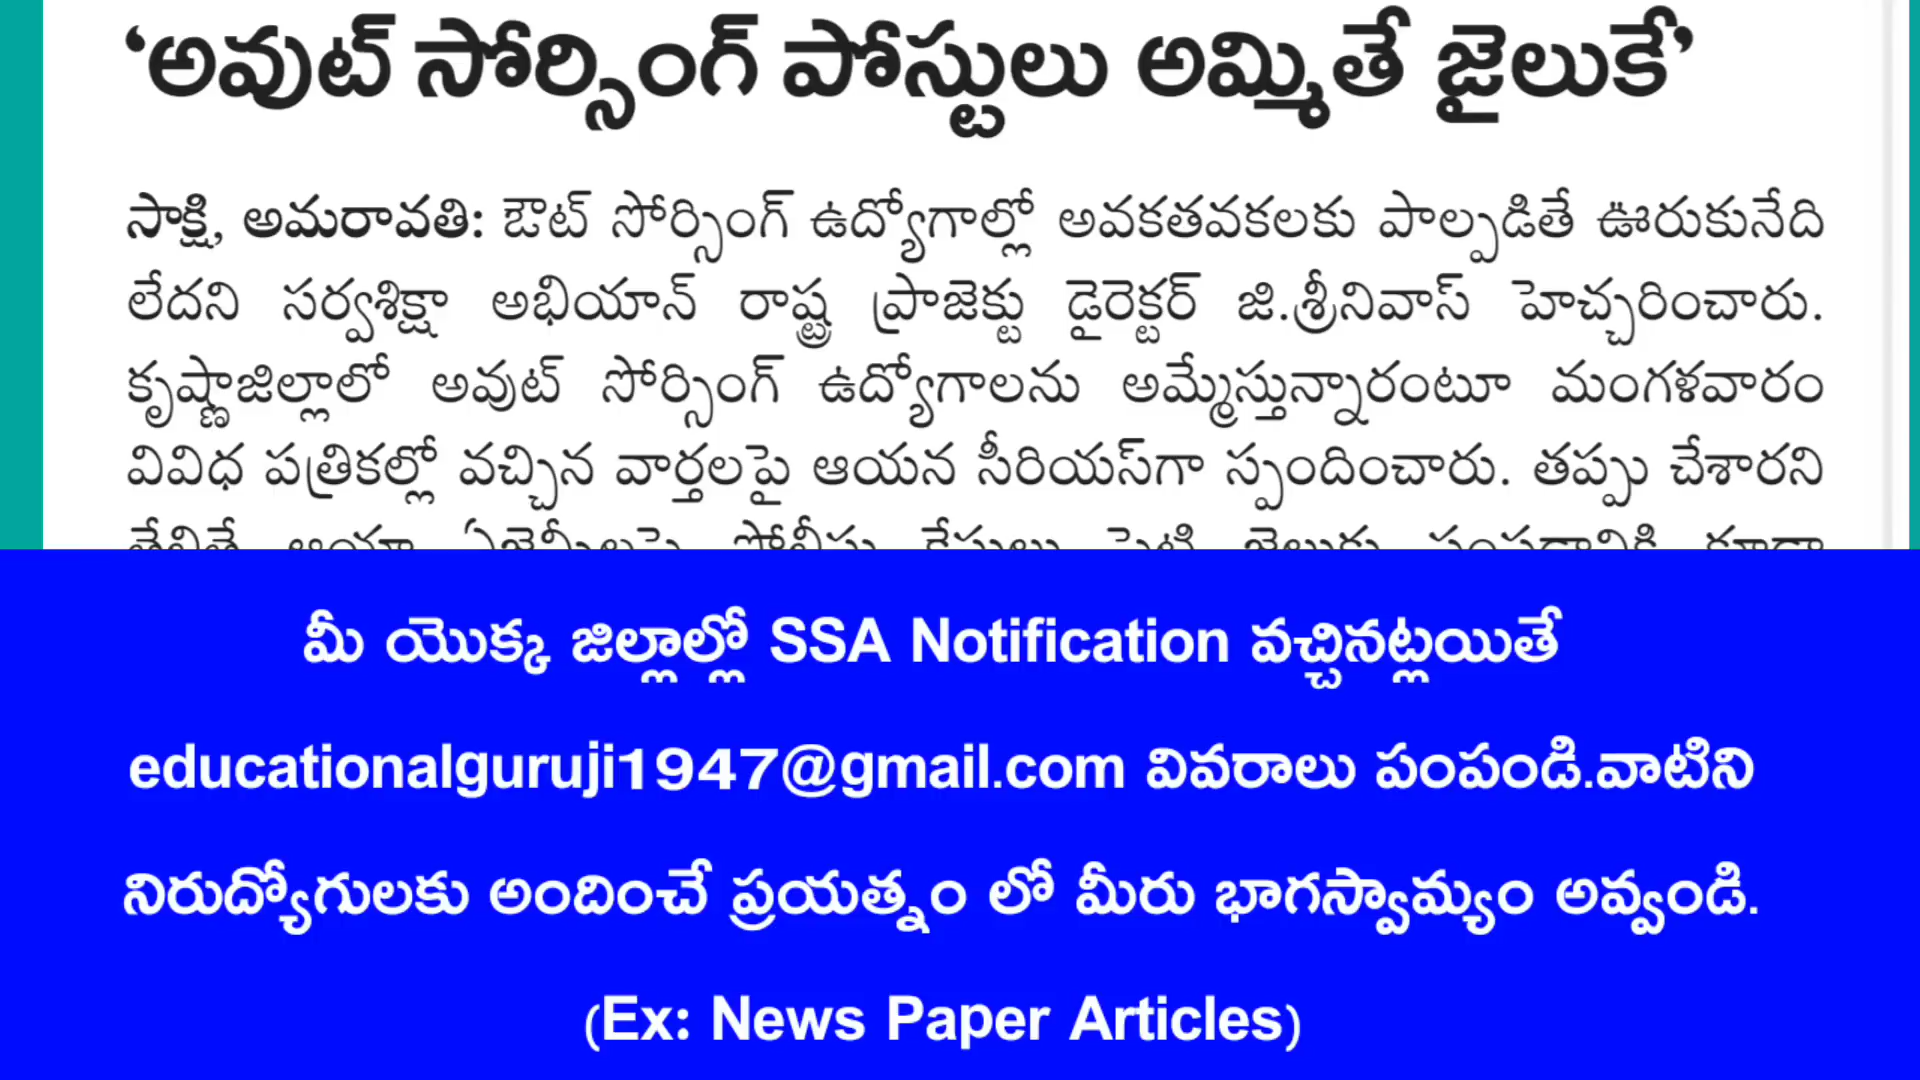 ‘అవుట్ సోర్సింగ్ పోస్టులు అమ్మితే జైలుకే’
సాక్షి, అమరావతి: ఔట్ సోర్సింగ్ ఉద్యోగాల్లో అవకతవకలకు పాల్పడితే ఊరుకునేది
లేదని సర్వశిక్షా అభియాన్ రాష్ట్ర ప్రాజెక్టు డైరెక్టర్ జి.శ్రీనివాస్ హెచ్చరించారు.
కృష్ణాజిల్లాలో అవుట్ సోర్సింగ్ ఉద్యోగాలను అమ్మేస్తున్నారంటూ మంగళవారం
వివిధ పత్రికల్లో వచ్చిన వార్తలపై ఆయన సీరియస్‌గా స్పందించారు. తప్పు చేశారని
మీ యొక్క జిల్లాల్లో SSA Notification వచ్చినట్లయితే
educationalguruji1947@gmail.com వివరాలు పంపండి.వాటిని
నిరుద్యోగులకు అందించే ప్రయత్నం లో మీరు భాగస్వామ్యం అవ్వండి.
(Ex: News Paper Articles)